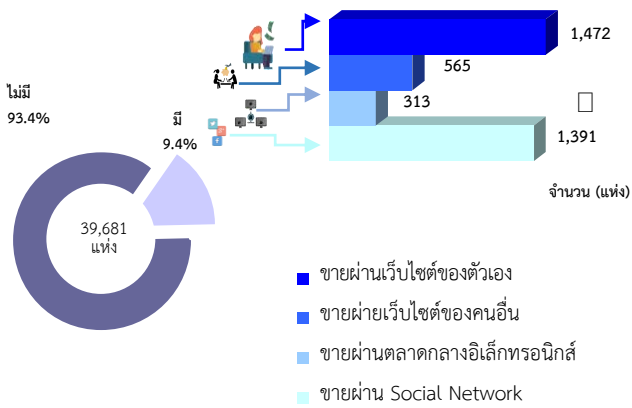 1,472
565
313
1,391
จำนวน (แห่ง)
ไม่มี
93.4%
มี
9.4%
39,681
แห่ง
ขายผ่านเว็บไซต์ของตัวเอง
ขายผ่ายเว็บไซต์ของคนอื่น
ขายผ่านตลาดกลางอิเล็กทรอนิกส์
ขายผ่าน Social Network